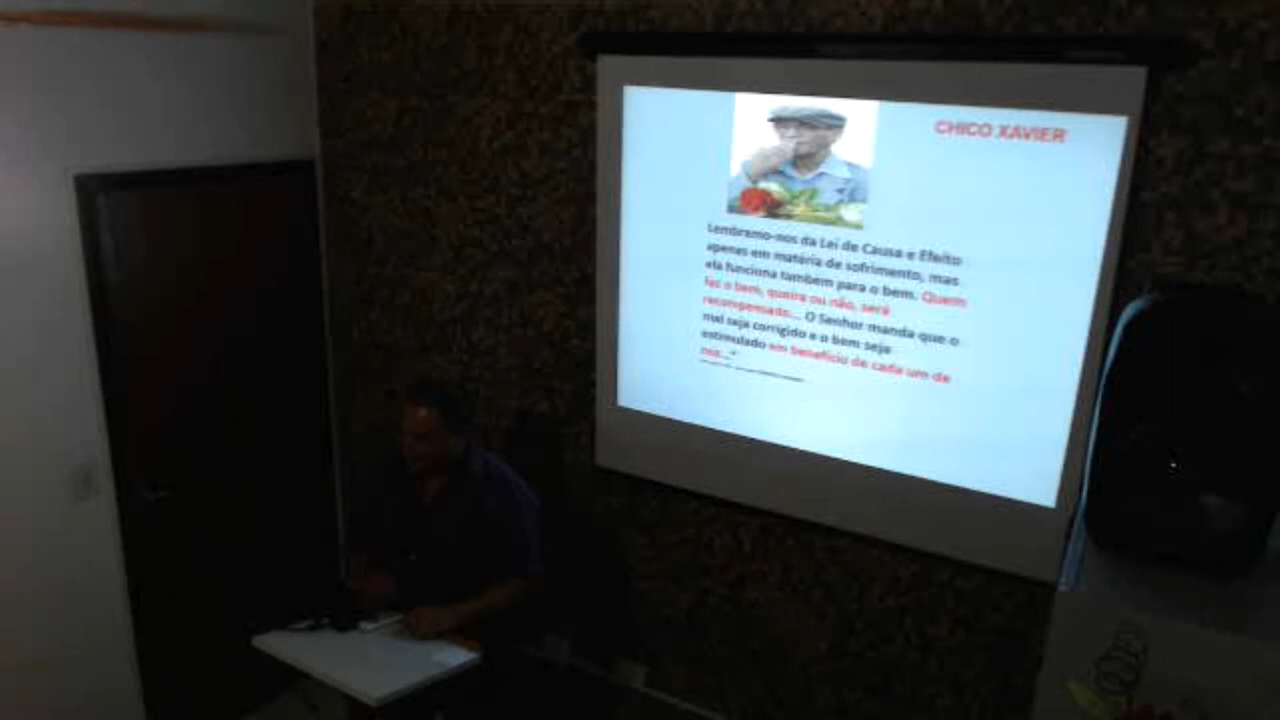 CHICO XAVIER
Lembramo-nos da Lei de Causa e Efeito
apenas em matéria de sofrimento, mas
ela funciona também para o bem. Quem
faz o bem, queira ou não, será
recompensado... O Senhor manda que o
mal seja corrigido e o bem seja
estimulado em benefício de cada um de
nós..."